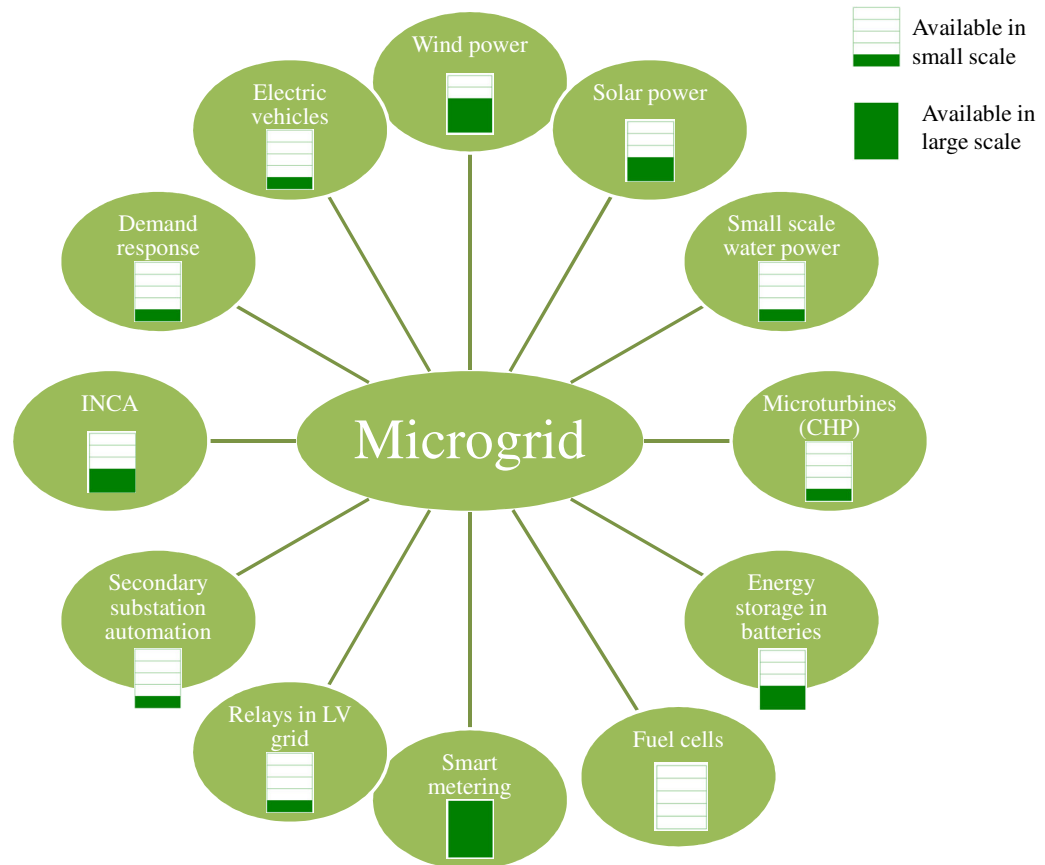 Wind power
Electric
vehicles
Solar power
Available in
small scale
Available in
large scale
Demand
response
Small scale
water power
INCA
Microgrid
Microturbines
(CHP)
Secondary
substation
automation
Energy
storage in
batteries
Relays in LV
grid
Smart
metering
Fuel cells